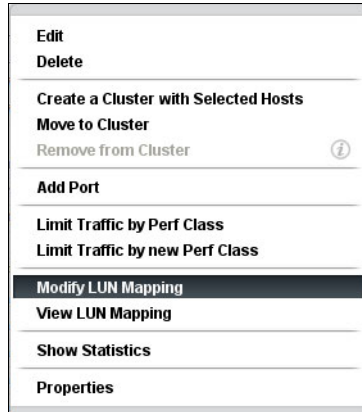 Edit
Delete
Create a Cluster with Selected Hosts
Move to Cluster
Remove from Cluster
Add Port
Limit Traffic by Perf Class
Limit Traffic by new Perf Class
Modify LUN Mapping
View LUN Mapping
Show Statistics
Properties